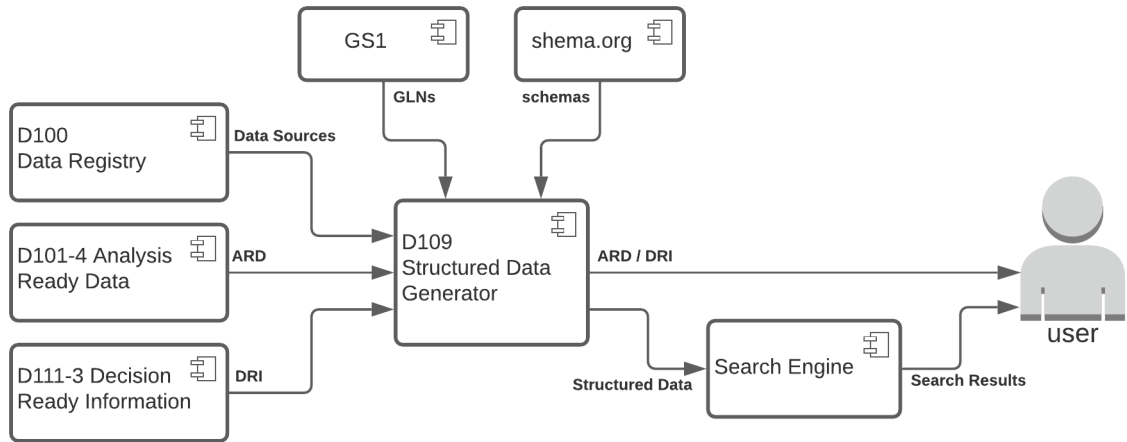 GS1
shema.org
GLNs
schemas
D100
Data Registry
Data Sources
D101-4 Analysis
Ready Data
ARD
D109
Structured Data
Generator
ARD / DRI
D111-3 Decision
Ready Information
DRI
Structured Data
Search Engine
Search Results
user